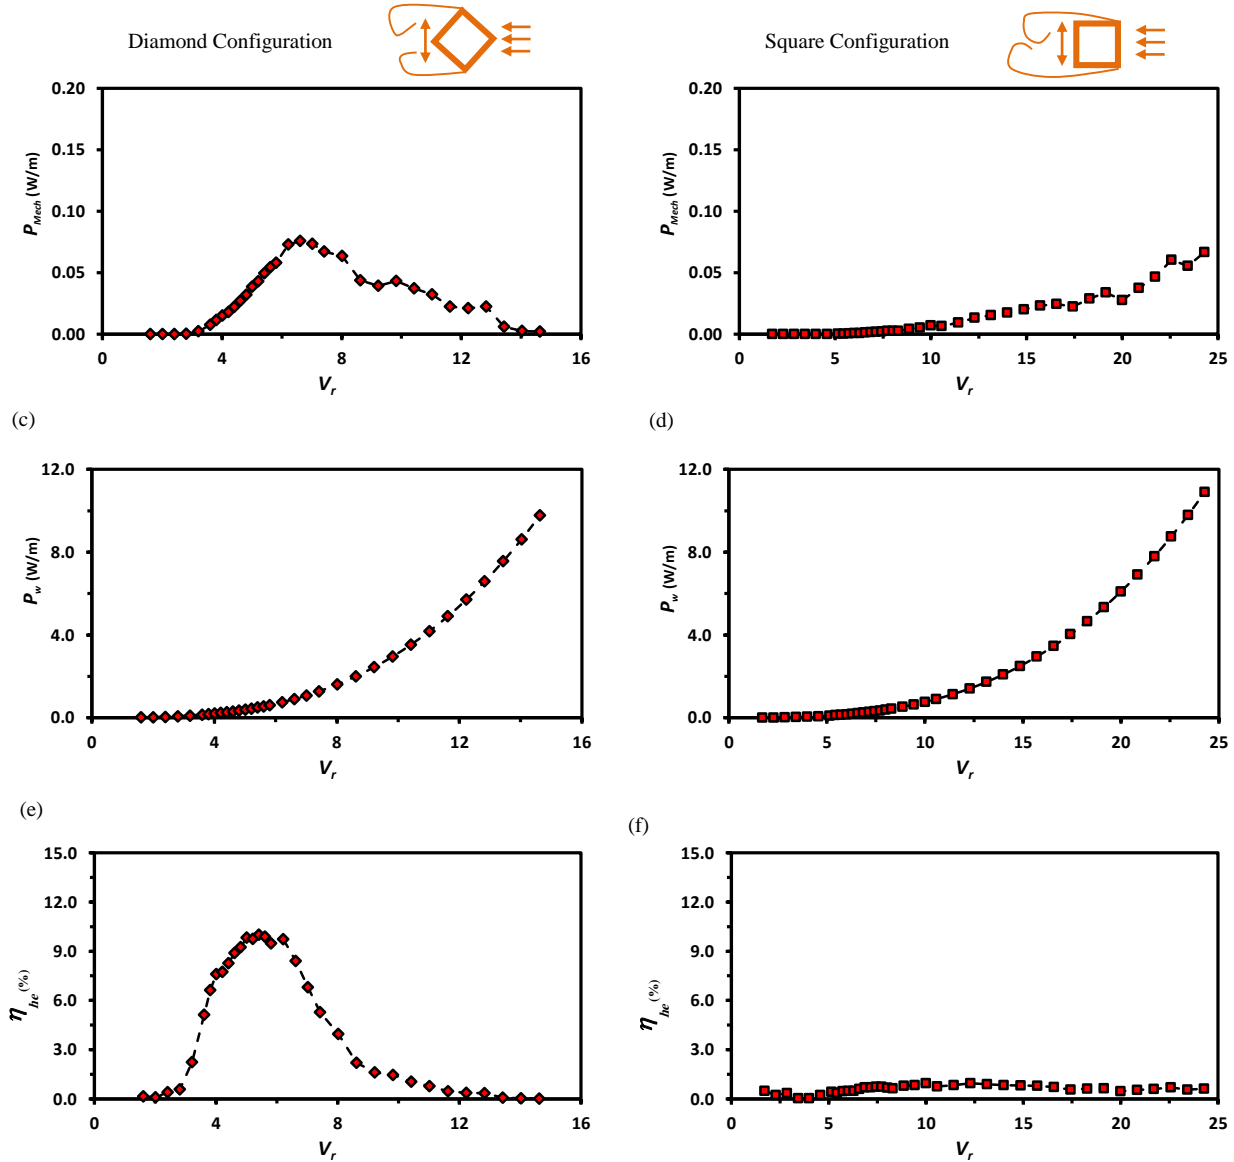 Diamond Configuration
Square Configuration
0.20
0.15
0.10
0.05
0.00
P_Mech (W/m)
0 4 8 12 16
V_r
0.20
0.15
0.10
0.05
0.00
P_Mech (W/m)
0 5 10 15 20 25
V_r
(c)
(d)
12.0
8.0
4.0
0.0
P_w (W/m)
0 4 8 12 16
V_r
12.0
8.0
4.0
0.0
P_w (W/m)
0 5 10 15 20 25
V_r
(e)
(f)
15.0
12.0
9.0
6.0
3.0
0.0
η_he (%)
0 4 8 12 16
V_r
15.0
12.0
9.0
6.0
3.0
0.0
η_he (%)
0 5 10 15 20 25
V_r